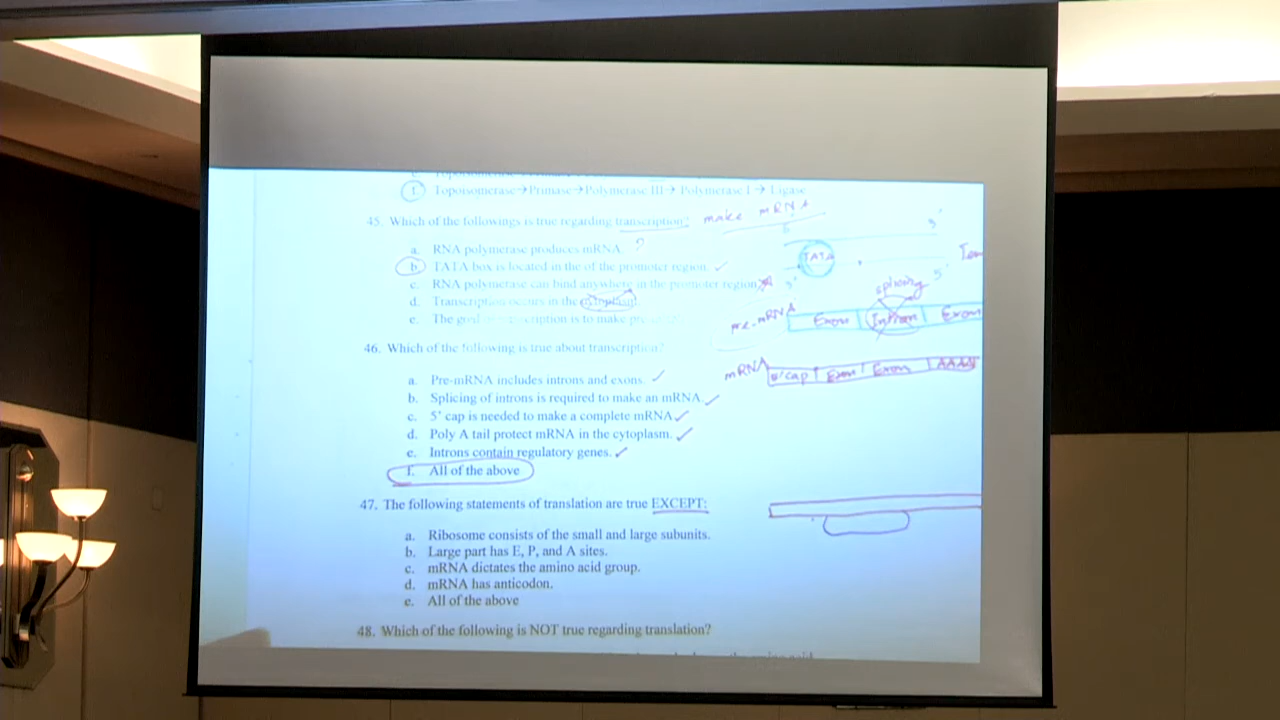 f. Topoisomerase→Primase→Polymerase III→ Polymerase I → Ligase
45. Which of the followings is true regarding transcription? make mRNA
3'
a. RNA polymerase produces mRNA. ?
b. TATA box is located in the of the promoter region. ✓
TATA
c. RNA polymerase can bind anywhere in the promoter region
3' 5'
splicing
d. Transcription occurs in the cytoplasm.
e. The goal
pre-mRNA Exon Intron Exon
46. Which of the following is true about transcription?
mRNA 5' cap Exon Exon AAAA
a. Pre-mRNA includes introns and exons. ✓
b. Splicing of introns is required to make an mRNA. ✓
c. 5' cap is needed to make a complete mRNA ✓
d. Poly A tail protect mRNA in the cytoplasm. ✓
e. Introns contain regulatory genes. ✓
f. All of the above
47. The following statements of translation are true EXCEPT:
a. Ribosome consists of the small and large subunits.
b. Large part has E, P, and A sites.
c. mRNA dictates the amino acid group.
d. mRNA has anticodon.
e. All of the above
48. Which of the following is NOT true regarding translation?